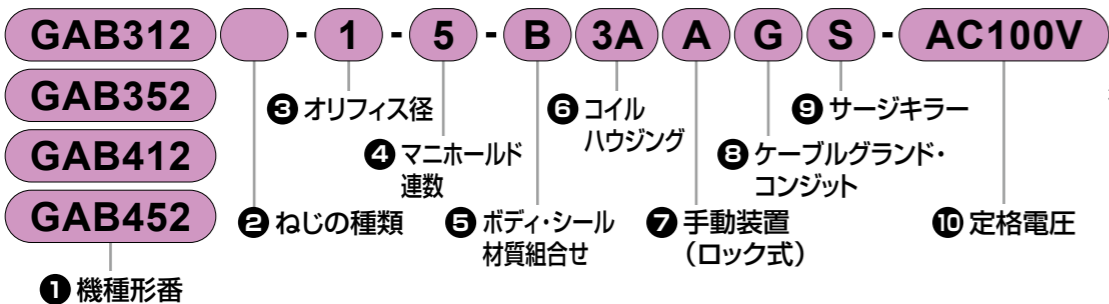 GAB312 - 1 - 5 - B 3A A G S - AC100V
GAB352
GAB412
GAB452
❸ オリフィス径
❻ コイル
ハウジング
❾ サージキラー
❹ マニホールド
連数
❽ ケーブルグランド・
コンジット
❷ ねじの種類
❺ ボディ・シール
材質組合せ
❼ 手動装置
（ロック式）
❿ 定格電圧
❶ 機種形番